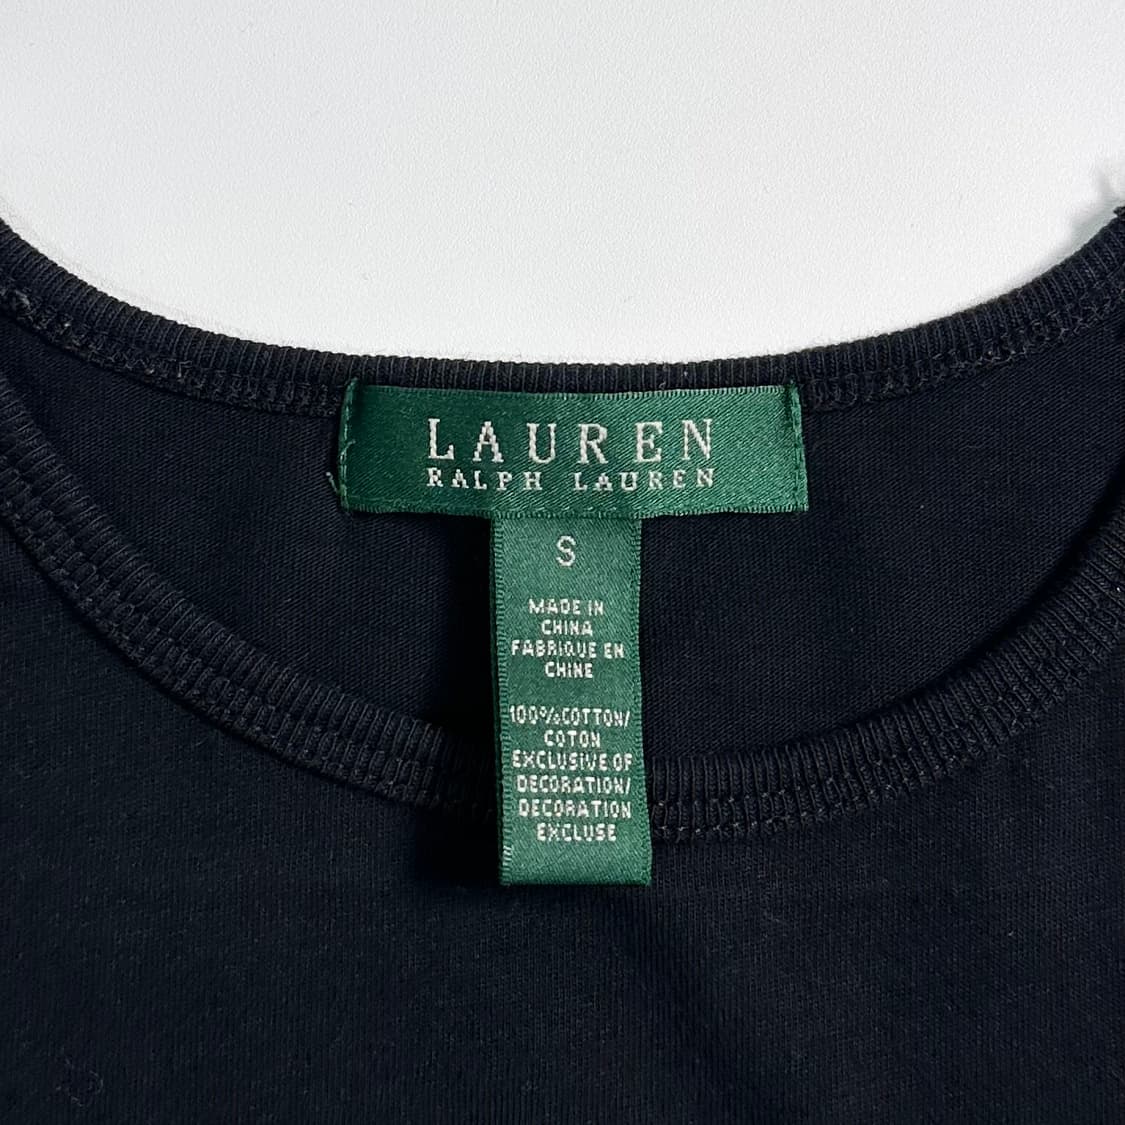 LAUREN
RALPH LAUREN
S
MADE IN
CHINA
FABRIQUE EN
CHINE
100%COTTON/
COTON
EXCLUSIVE OF
DECORATION/
DECORATION
EXCLUSE